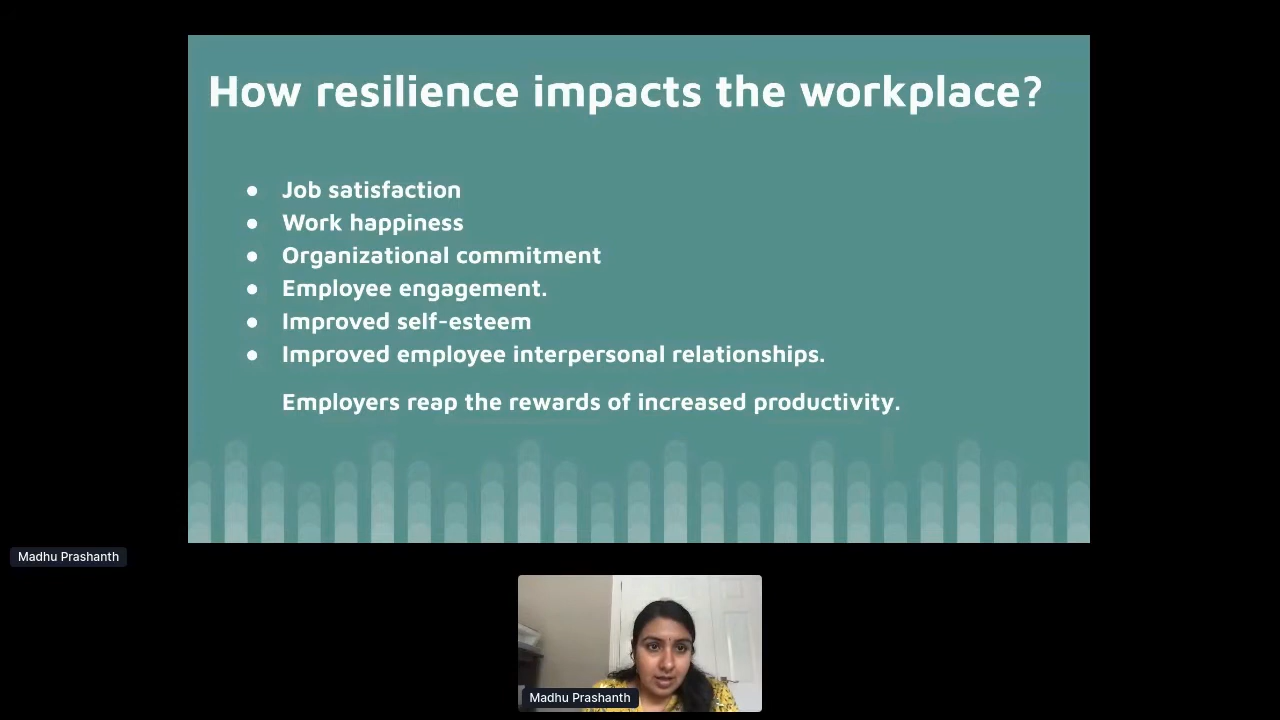 How resilience impacts the workplace?
● Job satisfaction
● Work happiness
● Organizational commitment
● Employee engagement.
● Improved self-esteem
● Improved employee interpersonal relationships.
Employers reap the rewards of increased productivity.
Madhu Prashanth
Madhu Prashanth